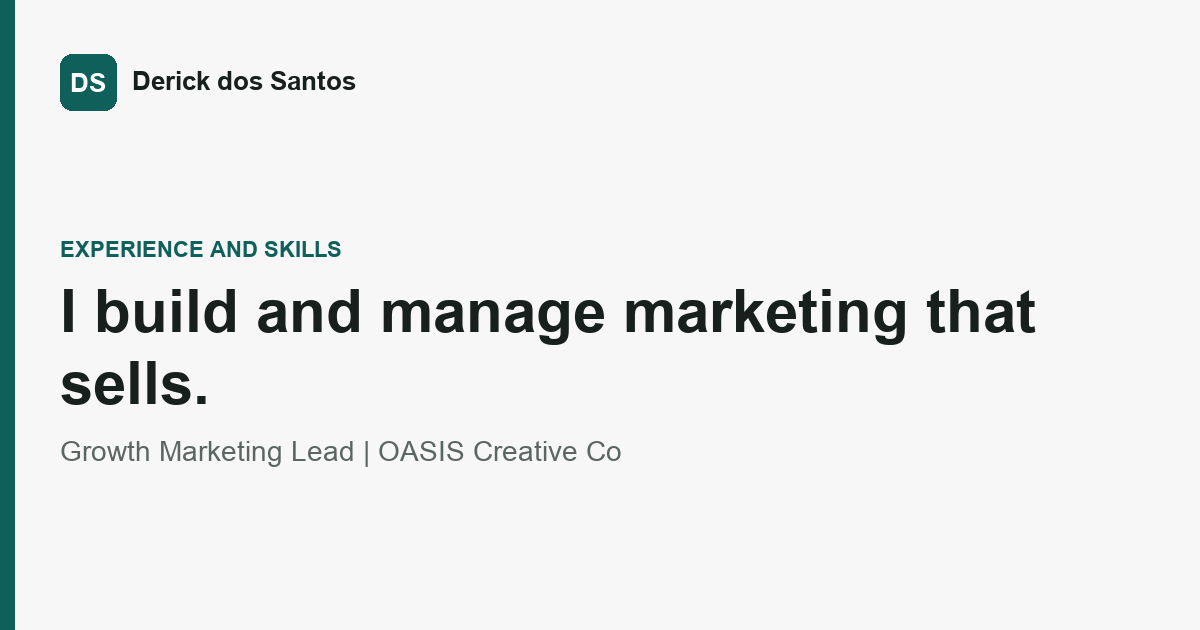 DS
Derick dos Santos
EXPERIENCE AND SKILLS
I build and manage marketing that
sells.
Growth Marketing Lead | OASIS Creative Co